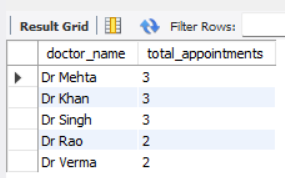 Result Grid Filter Rows:
doctor_name total_appointments
Dr Mehta 3
Dr Khan 3
Dr Singh 3
Dr Rao 2
Dr Verma 2